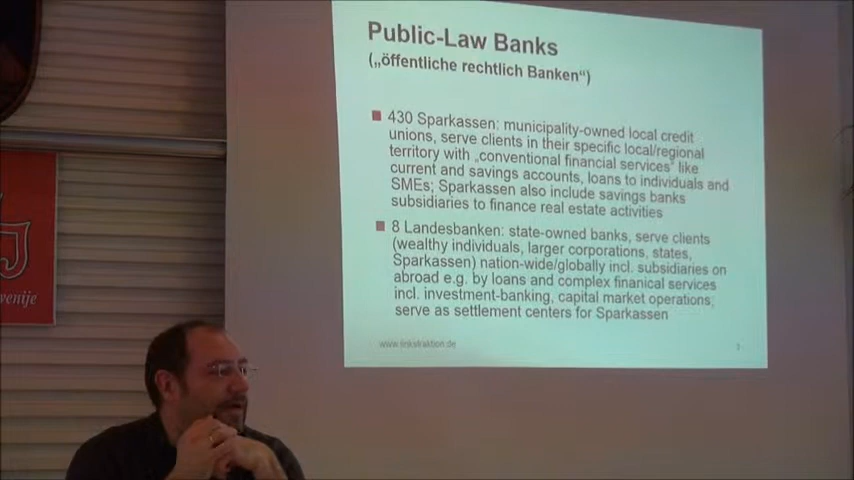 Public-Law Banks
(„öffentliche rechtlich Banken“)
430 Sparkassen: municipality-owned local credit
unions, serve clients in their specific local/regional
territory with „conventional financial services“ like
current and savings accounts, loans to individuals and
SMEs; Sparkassen also include savings banks
subsidiaries to finance real estate activities
8 Landesbanken: state-owned banks, serve clients
(wealthy individuals, larger corporations, states,
Sparkassen) nation-wide/globally incl. subsidiaries on
abroad e.g. by loans and complex finanical services
incl. investment-banking, capital market operations;
serve as settlement centers for Sparkassen
www.linksfraktion.de